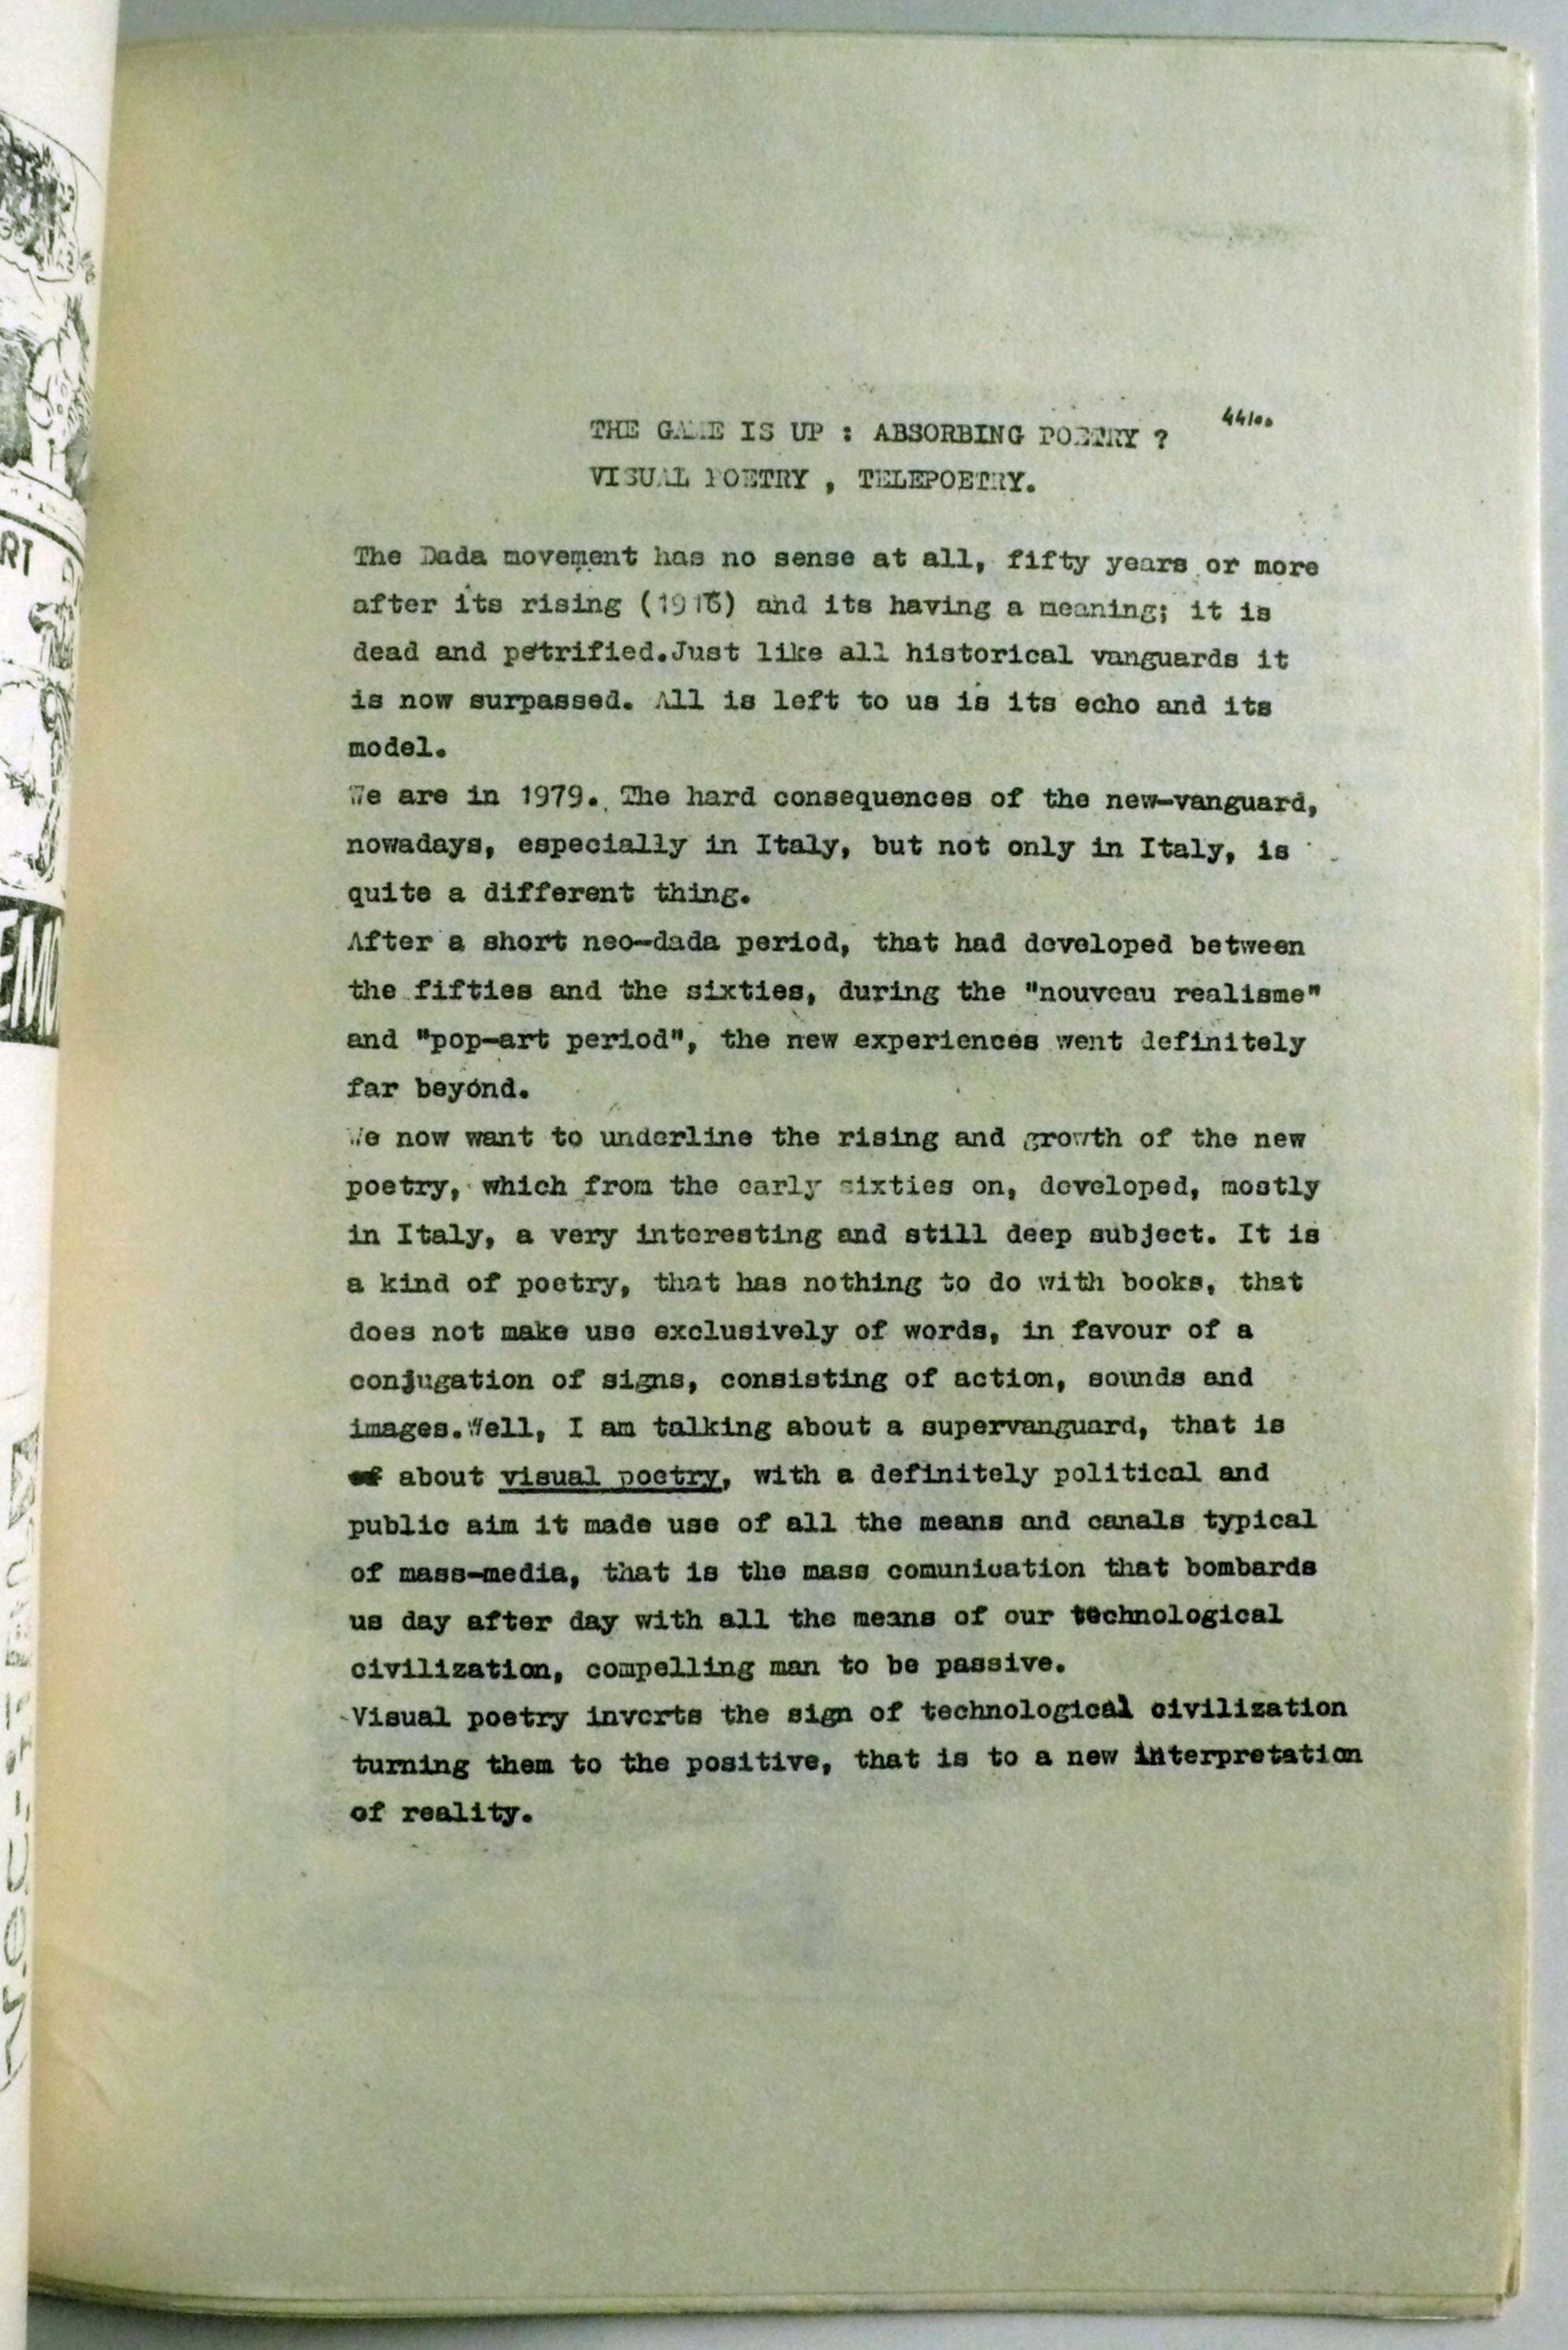 THE GAME IS UP : ABSORBING POETRY ?
VISUAL POETRY , TELEPOETRY.
The Dada movement has no sense at all, fifty years or more
after its rising (1916) and its having a meaning; it is
dead and petrified.Just like all historical vanguards it
is now surpassed. All is left to us is its echo and its
model.
We are in 1979. The hard consequences of the new-vanguard,
nowadays, especially in Italy, but not only in Italy, is
quite a different thing.
After a short neo-dada period, that had developed between
the fifties and the sixties, during the "nouveau realisme"
and "pop-art period", the new experiences went definitely
far beyond.
We now want to underline the rising and growth of the new
poetry, which from the early sixties on, developed, mostly
in Italy, a very interesting and still deep subject. It is
a kind of poetry, that has nothing to do with books, that
does not make use exclusively of words, in favour of a
conjugation of signs, consisting of action, sounds and
images.Well, I am talking about a supervanguard, that is
about visual poetry, with a definitely political and
public aim it made use of all the means and canals typical
of mass-media, that is the mass comunication that bombards
us day after day with all the means of our technological
civilization, compelling man to be passive.
Visual poetry inverts the sign of technological civilization
turning them to the positive, that is to a new interpretation
of reality.